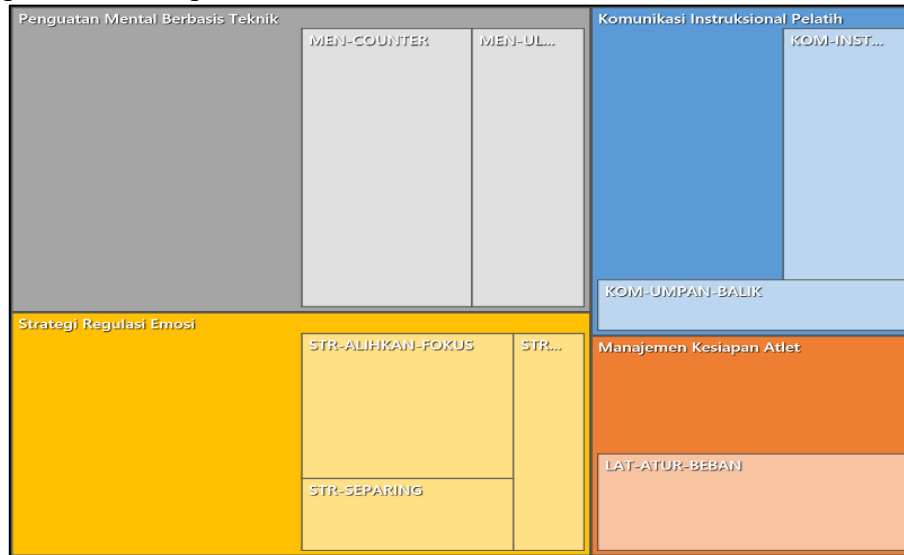 Penguatan Mental Berbasis Teknik
MEN-COUNTER
MEN-UL...
Komunikasi Instruksional Pelatih
KOM-INST...
KOM-UMPAN-BALIK
Strategi Regulasi Emosi
STR-ALIHKAN-FOKUS
STR...
STR-SEPARING
Manajemen Kesiapan Atlet
LAT-ATUR-BEBAN